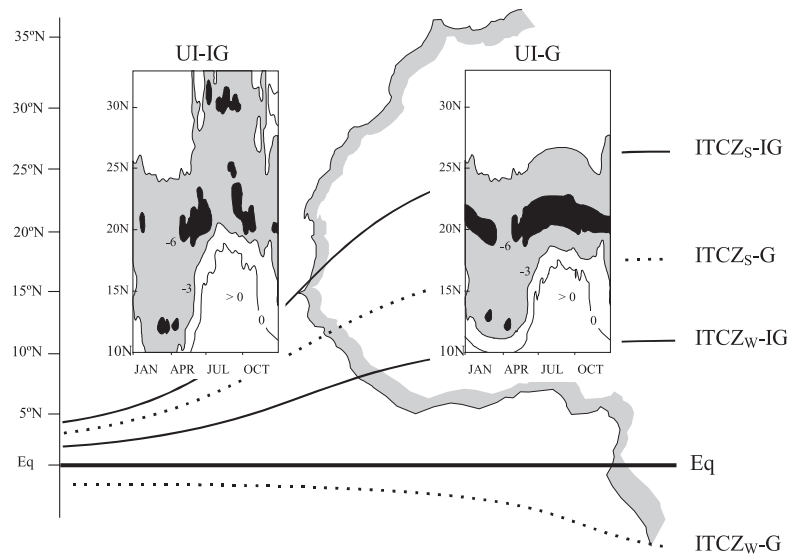 35ºN
30ºN
25ºN
20ºN
15ºN
10ºN
5ºN
Eq
UI-IG
30N
25N
20N
15N
10N
-6
-3
> 0
0
JAN APR JUL OCT
UI-G
30N
25N
20N
15N
10N
-6
-3
> 0
0
JAN APR JUL OCT
ITCZS-IG
ITCZS-G
ITCZW-IG
Eq
ITCZW-G